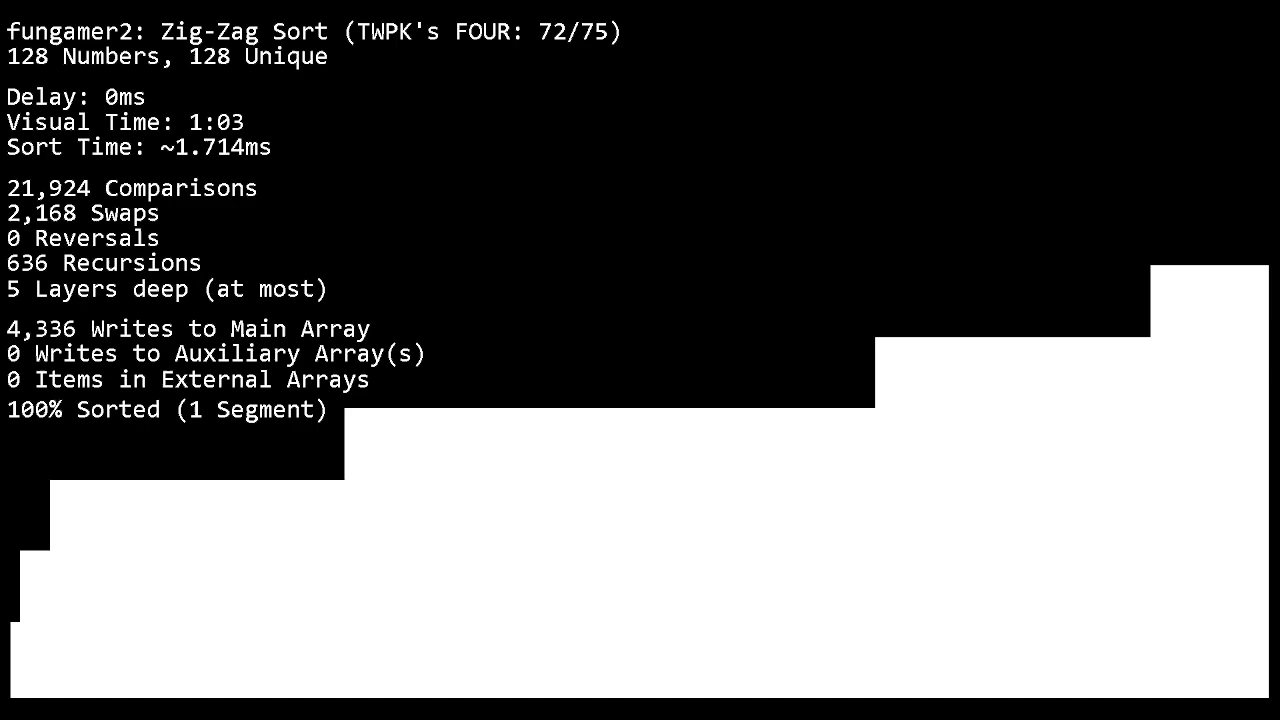 fungamer2: Zig-Zag Sort (TWPK's FOUR: 72/75)
128 Numbers, 128 Unique
Delay: 0ms
Visual Time: 1:03
Sort Time: ~1.714ms
21,924 Comparisons
2,168 Swaps
0 Reversals
636 Recursions
5 Layers deep (at most)
4,336 Writes to Main Array
0 Writes to Auxiliary Array(s)
0 Items in External Arrays
100% Sorted (1 Segment)